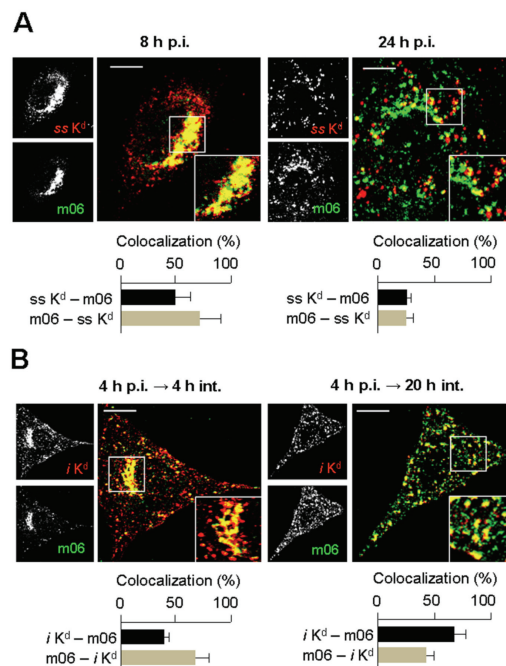 A
8 h p.i.
24 h p.i.
ss Kᵈ
m06
ss Kᵈ
m06
Colocalization (%)
0 50 100
ss Kᵈ – m06
m06 – ss Kᵈ
Colocalization (%)
0 50 100
ss Kᵈ – m06
m06 – ss Kᵈ
B
4 h p.i. → 4 h int.
4 h p.i. → 20 h int.
i Kᵈ
m06
i Kᵈ
m06
Colocalization (%)
0 50 100
i Kᵈ – m06
m06 – i Kᵈ
Colocalization (%)
0 50 100
i Kᵈ – m06
m06 – i Kᵈ